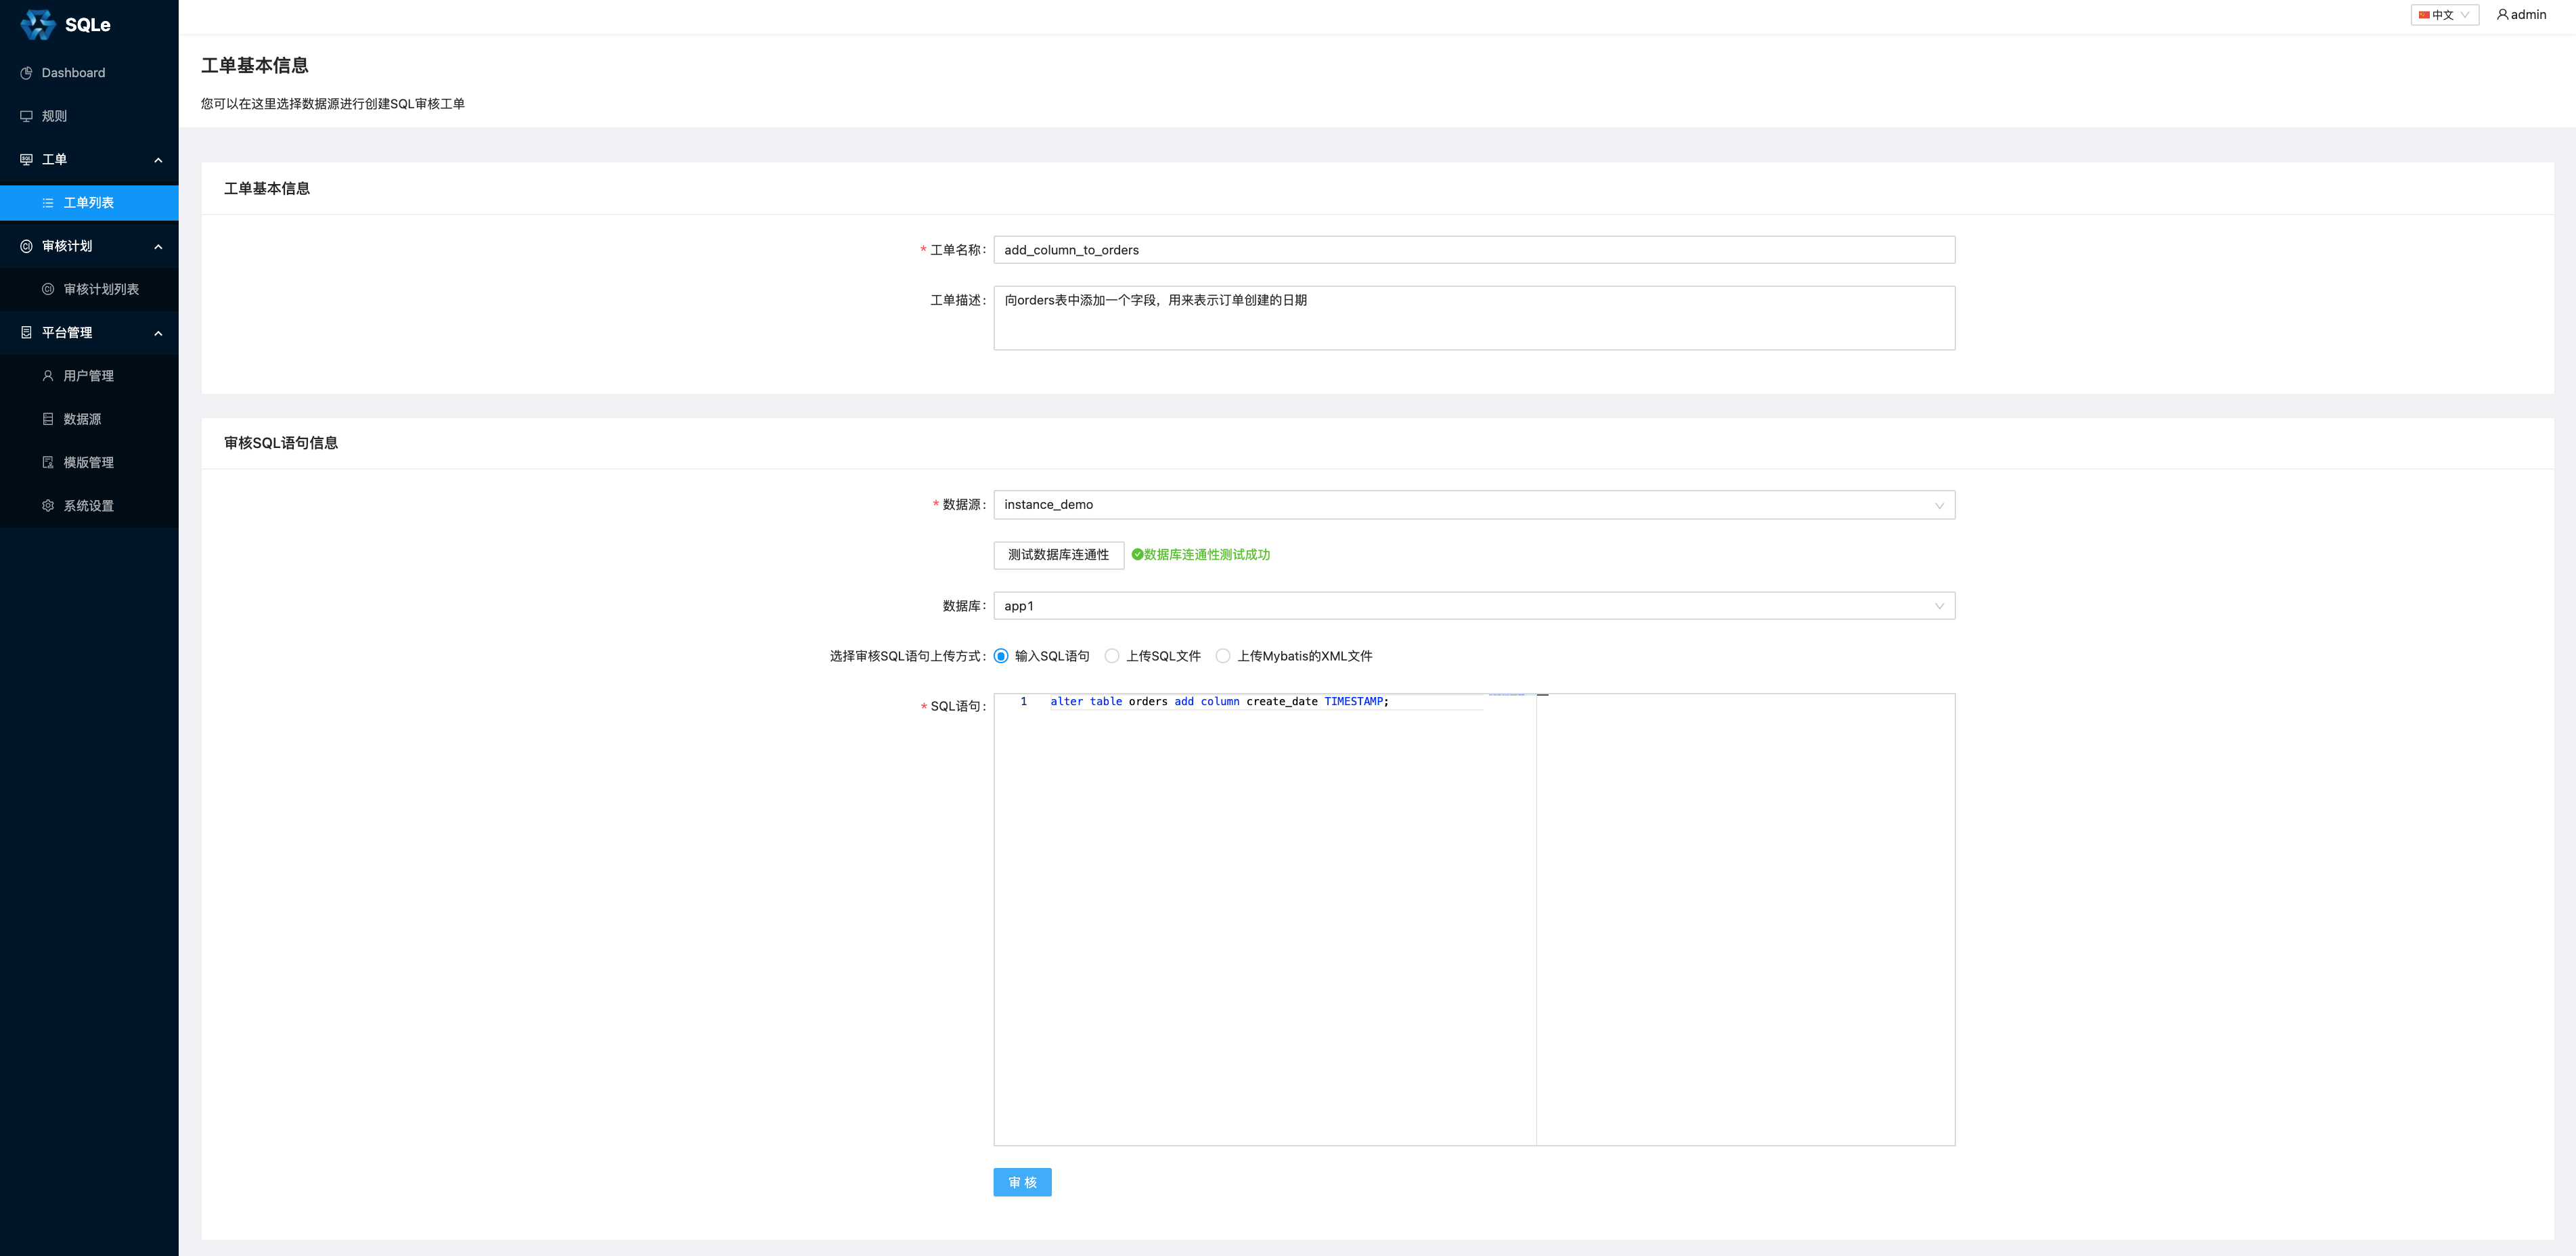 SQLe
中文
admin
Dashboard
规则
工单
工单列表
审核计划
审核计划列表
平台管理
用户管理
数据源
模版管理
系统设置
工单基本信息
您可以在这里选择数据源进行创建SQL审核工单
工单基本信息
* 工单名称: add_column_to_orders
工单描述: 向orders表中添加一个字段，用来表示订单创建的日期
审核SQL语句信息
* 数据源: instance_demo
测试数据库连通性 数据库连通性测试成功
数据库: app1
选择审核SQL语句上传方式: 输入SQL语句 上传SQL文件 上传Mybatis的XML文件
* SQL语句: 1 alter table orders add column create_date TIMESTAMP;
审 核